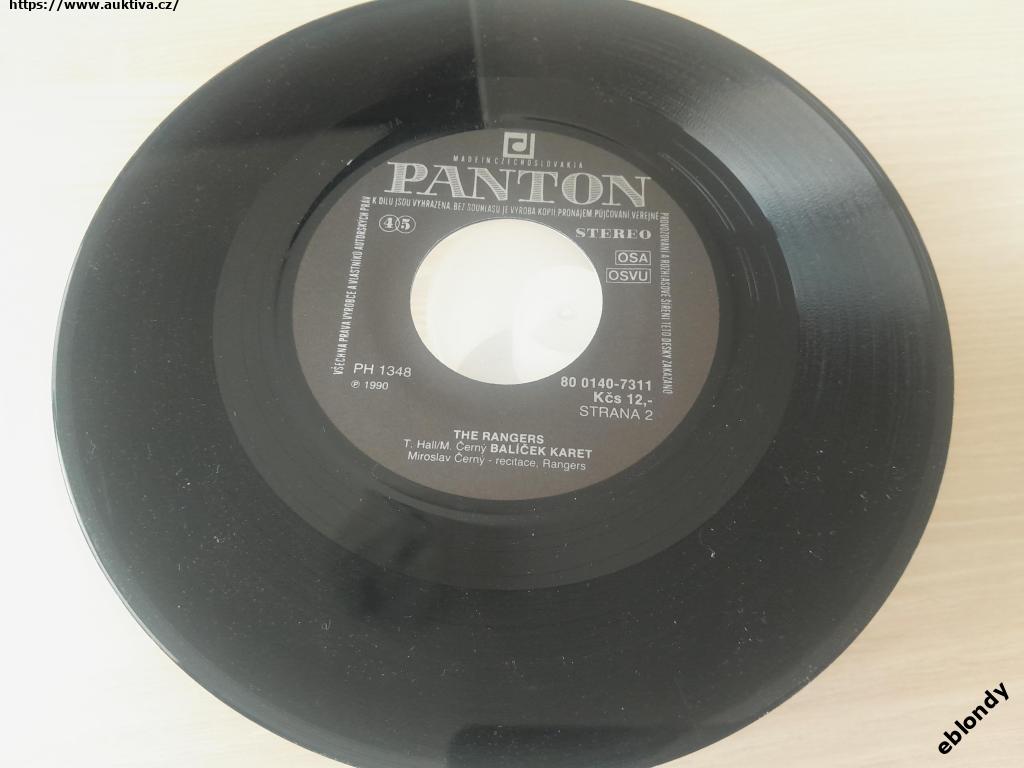 https://www.auktiva.cz/
MADE IN CZECHOSLOVAKIA
PANTON
VŠECHNA PRÁVA VÝROBCE A VLASTNÍKŮ AUTORSKÝCH PRÁV
K DÍLU JSOU VYHRAZENA. BEZ SOUHLASU JE VÝROBA KOPIÍ, PRONÁJEM, PŮJČOVÁNÍ, VEŘEJNÉ
PROVOZOVÁNÍ A ROZHLASOVÉ ŠÍŘENÍ TÉTO DESKY ZAKÁZÁNO
45
STEREO
OSA
OSVU
PH 1348
℗ 1990
80 0140-7311
Kčs 12,-
STRANA 2
THE RANGERS
T. Hall/M. Černý BALÍČEK KARET
Miroslav Černý - recitace, Rangers
eblondy